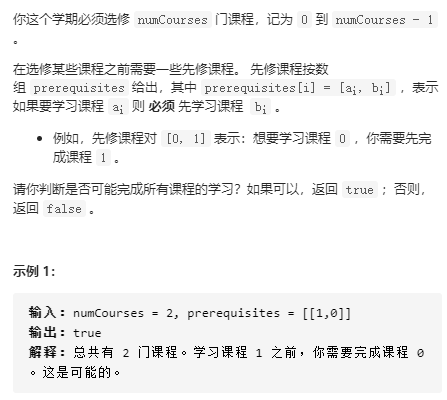 你这个学期必须选修 numCourses 门课程，记为 0 到 numCourses - 1
。
在选修某些课程之前需要一些先修课程。 先修课程按数
组 prerequisites 给出，其中 prerequisites[i] = [ai, bi] ，表示
如果要学习课程 ai 则 必须 先学习课程 bi 。
• 例如，先修课程对 [0, 1] 表示：想要学习课程 0 ，你需要先完
成课程 1 。
请你判断是否可能完成所有课程的学习？如果可以，返回 true ；否则，
返回 false 。
示例 1：
输入：numCourses = 2, prerequisites = [[1,0]]
输出：true
解释：总共有 2 门课程。学习课程 1 之前，你需要完成课程 0
。这是可能的。